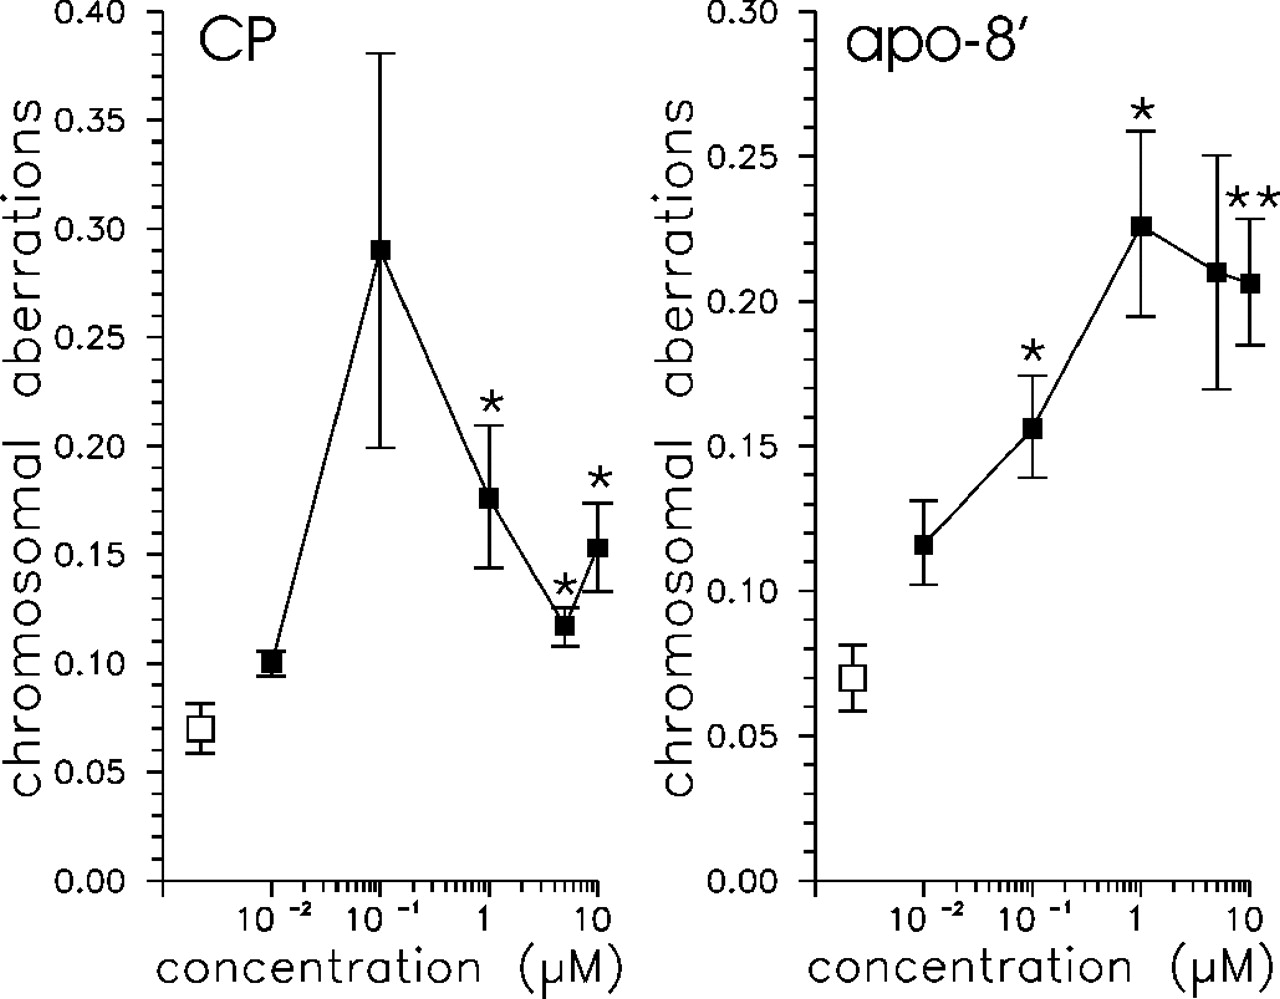 CP
chromosomal aberrations
0.40
0.35
0.30
0.25
0.20
0.15
0.10
0.05
0.00
10⁻² 10⁻¹ 1 10
concentration (µM)
*
*
*
apo-8′
chromosomal aberrations
0.30
0.25
0.20
0.15
0.10
0.05
0.00
10⁻² 10⁻¹ 1 10
concentration (µM)
*
*
**